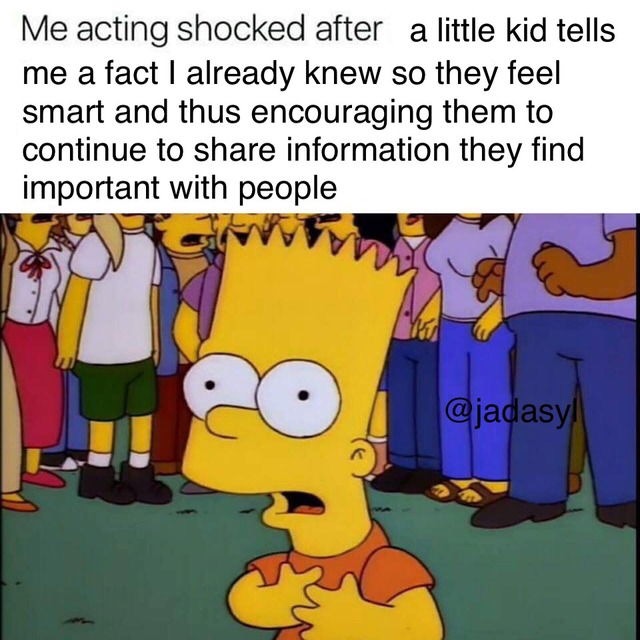 Me acting shocked after a little kid tells
me a fact I already knew so they feel
smart and thus encouraging them to
continue to share information they find
important with people
@jadasyl